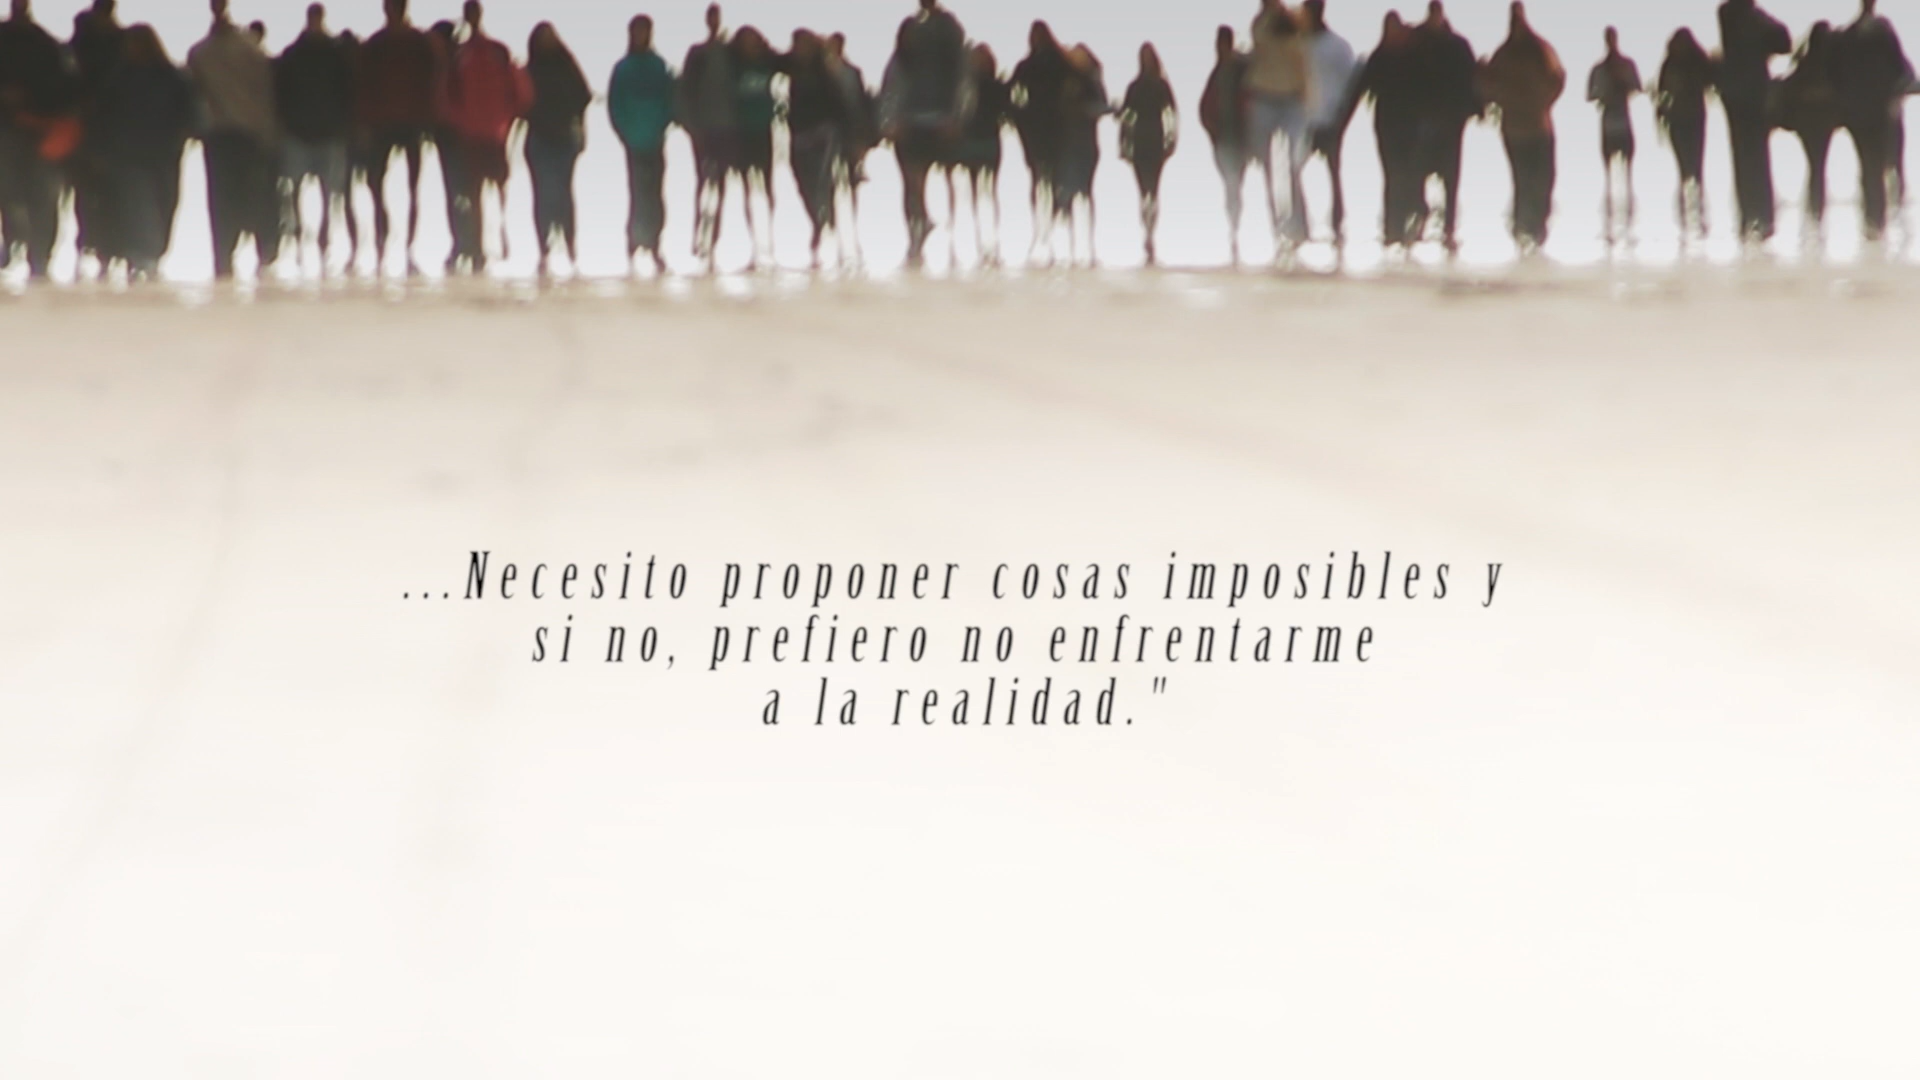 ...Necesito proponer cosas imposibles y
si no, prefiero no enfrentarme
a la realidad."